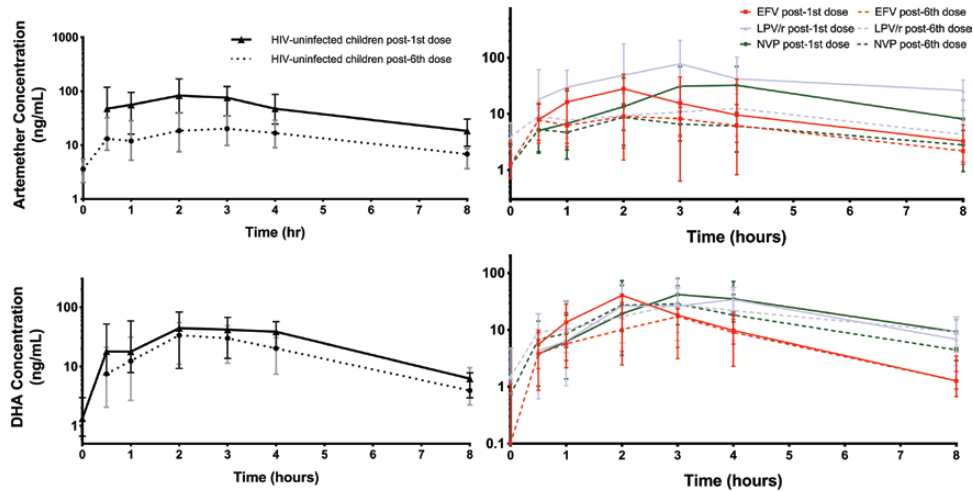 Artemether Concentration
(ng/mL)
1000
100
10
1
0 1 2 3 4 5 6 7 8
Time (hr)
HIV-uninfected children post-1st dose
HIV-uninfected children post-6th dose
100
10
1
0 1 2 3 4 5 6 7 8
Time (hours)
EFV post-1st dose EFV post-6th dose
LPV/r post-1st dose LPV/r post-6th dose
NVP post-1st dose NVP post-6th dose
DHA Concentration
(ng/mL)
100
10
1
0 1 2 3 4 5 6 7 8
Time (hours)
100
10
1
0.1
0 1 2 3 4 5 6 7 8
Time (hours)